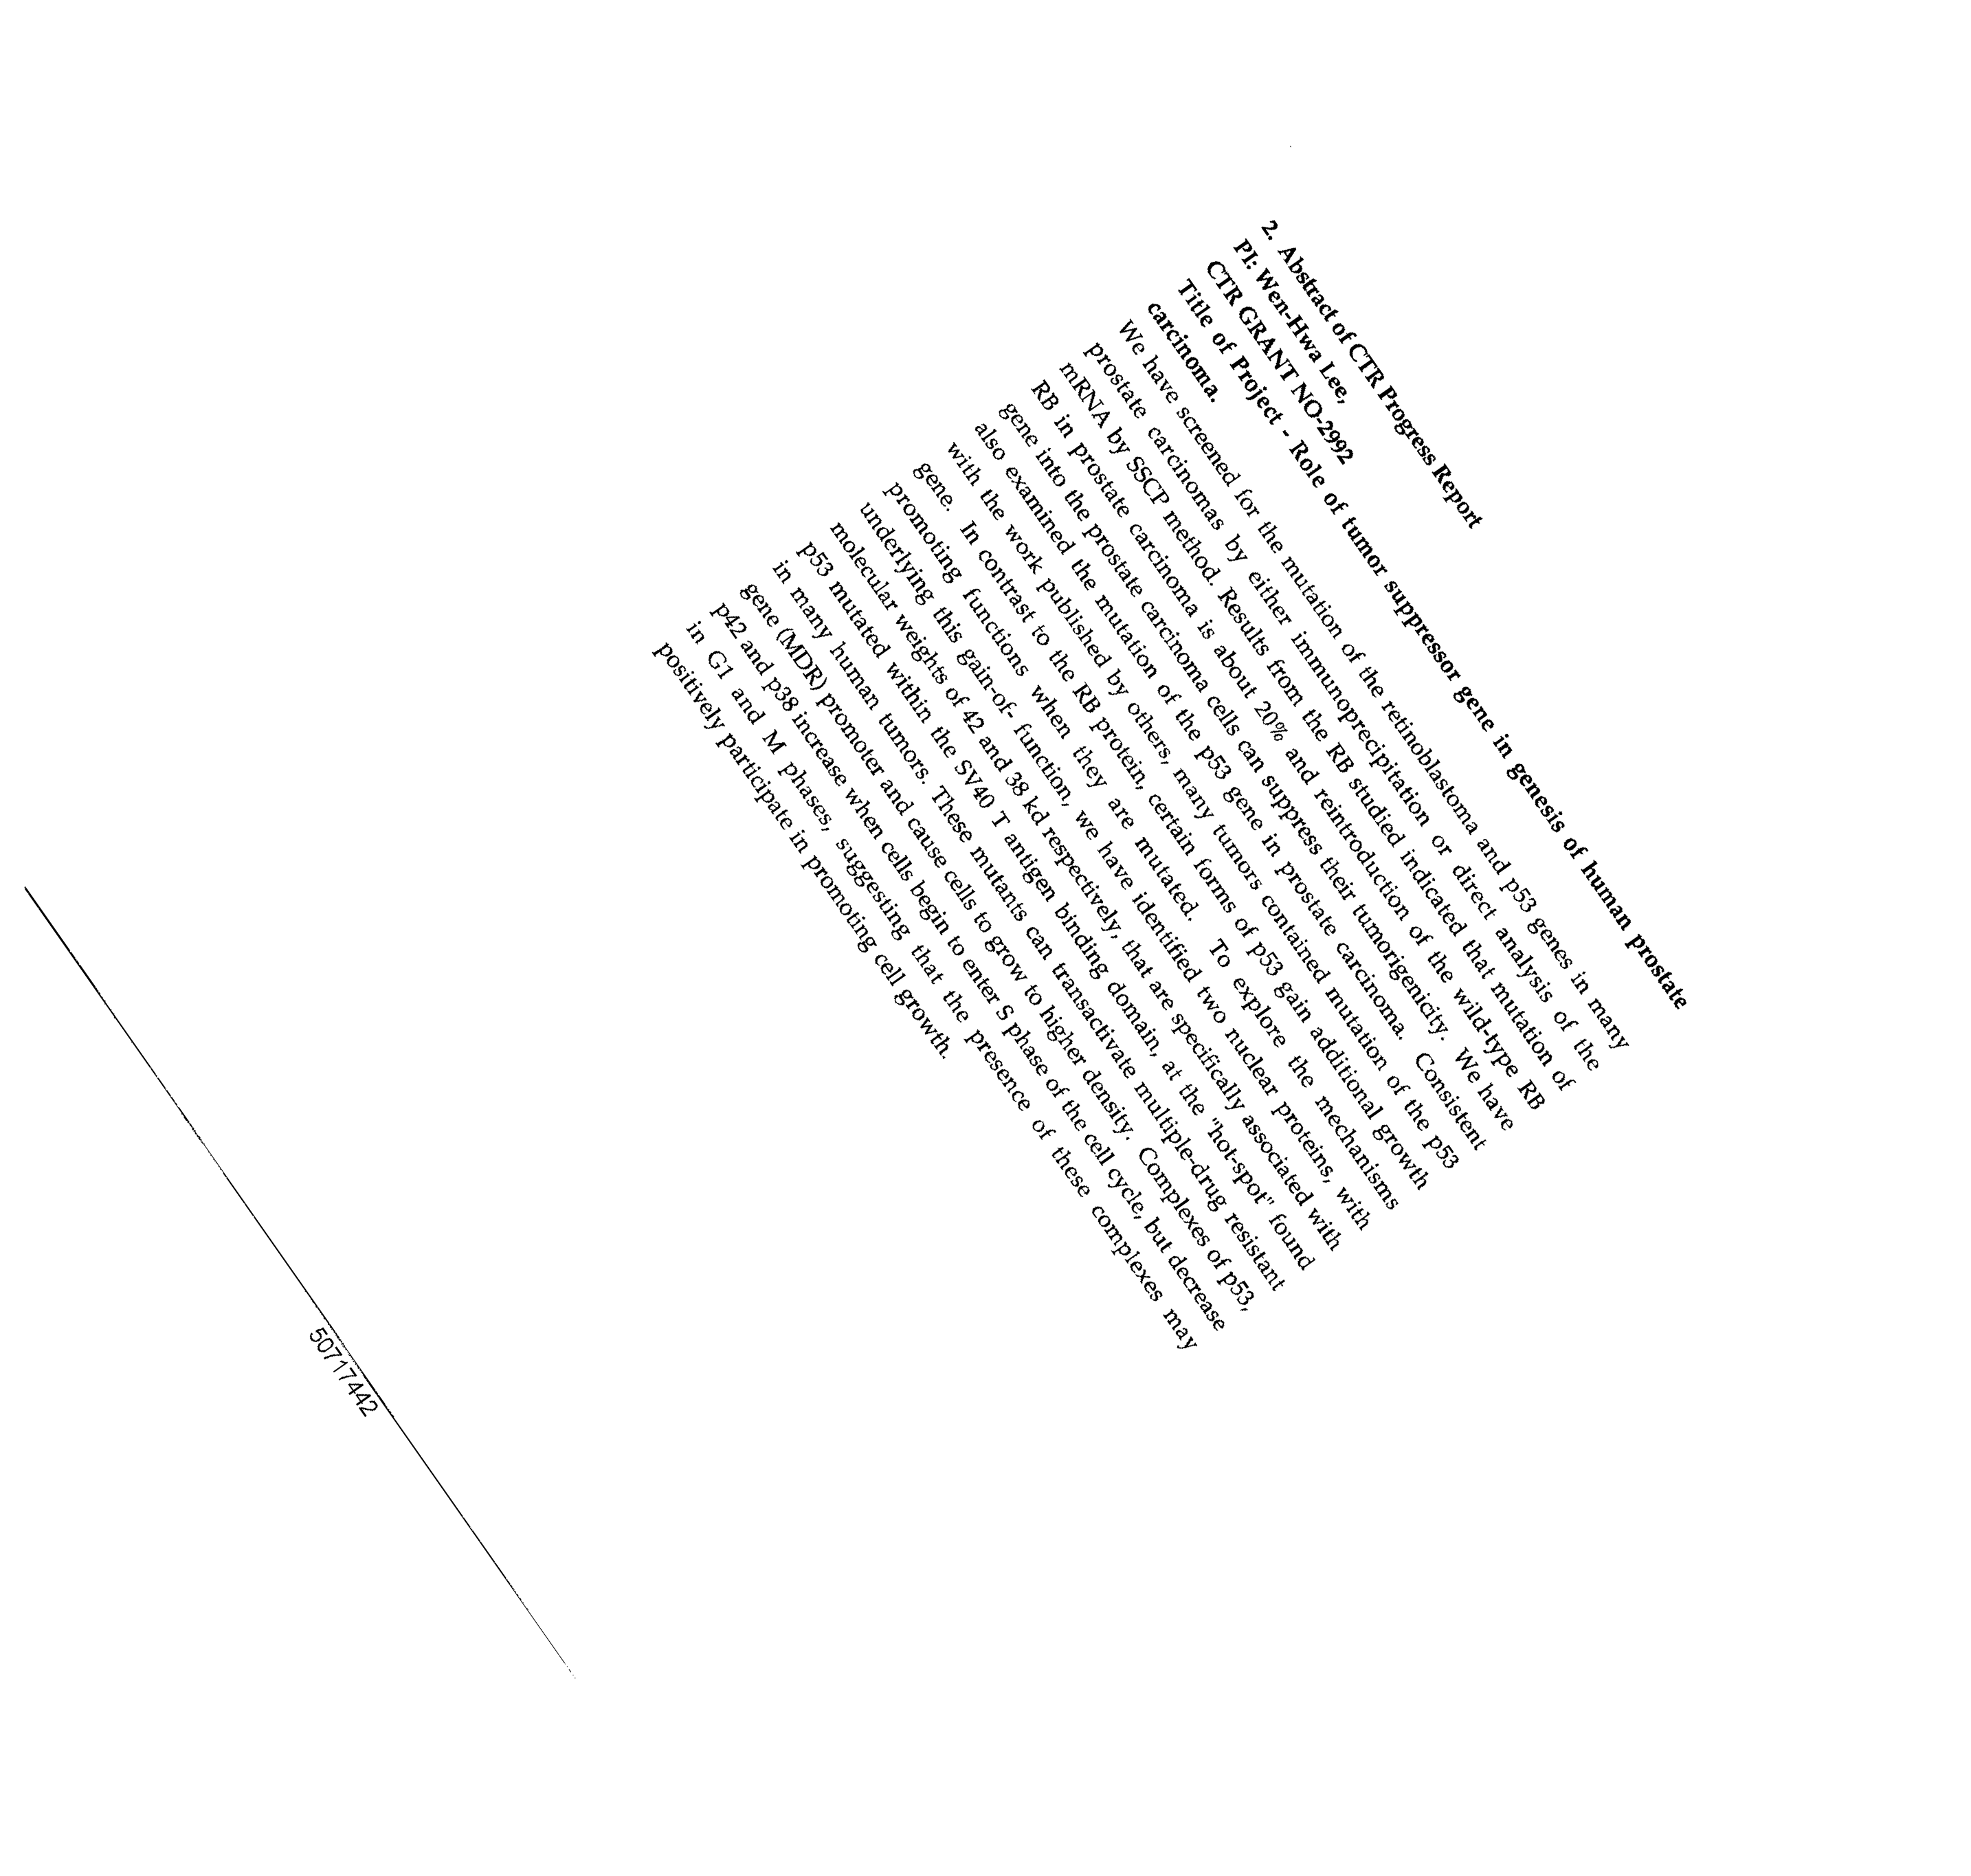 2. Abstract of CTR Progress Report
PI: Wen-Hwa Lee,
CTR GRANT NO-2992
Title of Project - Role of tumor suppressor gene in genesis of human prostate
carcinoma.
We have screened for the mutation of the retinoblastoma and p53 genes in many
prostate carcinomas by either immunoprecipitation or direct analysis of the
mRNA by SSCP method. Results from the RB studied indicated that mutation of
RB in prostate carcinoma is about 20% and reintroduction of the wild-type RB
gene into the prostate carcinoma cells can suppress their tumorigenicity. We have
also examined the mutation of the p53 gene in prostate carcinoma. Consistent
with the work published by others, many tumors contained mutation of the p53
gene. In contrast to the RB protein, certain forms of p53 gain additional growth
promoting functions when they are mutated. To explore the mechanisms
underlying this gain-of- function, we have identified two nuclear proteins, with
molecular weights of 42 and 38 kd respectively, that are specifically associated with
p53 mutated within the SV40 T antigen binding domain, at the "hot-spot" found
in many human tumors. These mutants can transactivate multiple-drug resistant
gene (MDR) promoter and cause cells to grow to higher density. Complexes of p53,
p42 and p38 increase when cells begin to enter S phase of the cell cycle, but decrease
in G1 and M phases, suggesting that the presence of these complexes may
positively participate in promoting cell growth.
50717442